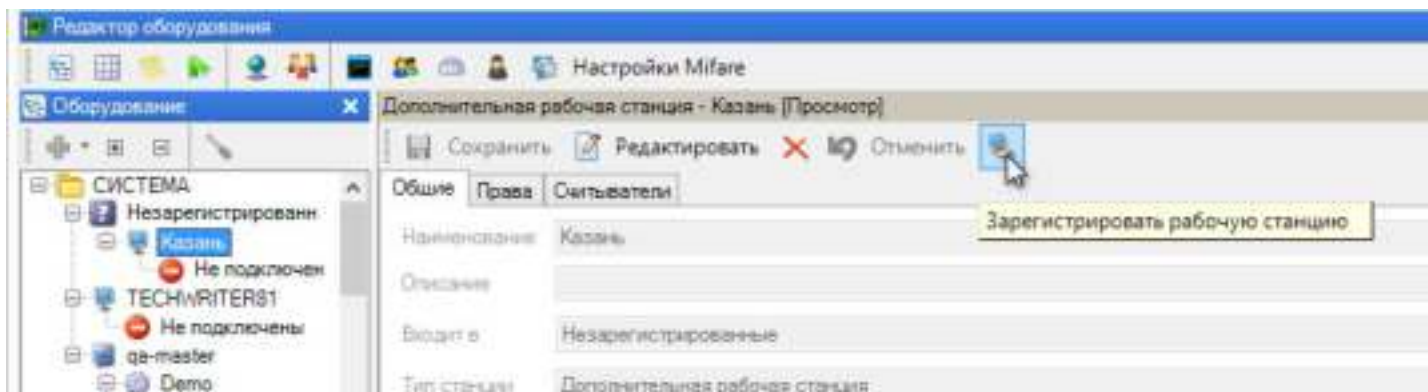 Редактор оборудования
Настройки Mifare
Оборудование
Дополнительная рабочая станция - Казань [Просмотр]
Сохранить Редактировать Отменить
СИСТЕМА
Незарегистрированн
Казань
Не подключен
TECHWRITER81
Не подключены
qa-master
Demo
Общие Права Считыватели
Зарегистрировать рабочую станцию
Наименование Казань
Описание
Входит в Незарегистрированные
Тип станции Дополнительная рабочая станция